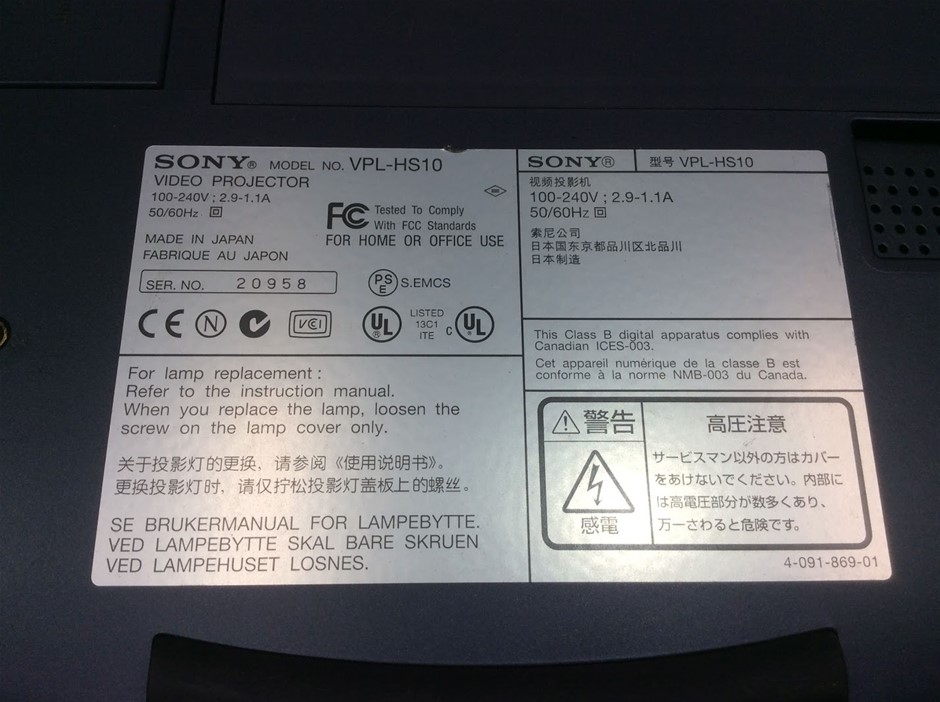 SONY® MODEL NO. VPL-HS10
VIDEO PROJECTOR
100-240V ; 2.9-1.1A
50/60Hz
FC Tested To Comply
With FCC Standards
FOR HOME OR OFFICE USE
MADE IN JAPAN
FABRIQUE AU JAPON
SER. NO. 20958
PS
E
S.EMCS
CE N VCI UL ® LISTED
13C1
ITE
C UL
For lamp replacement :
Refer to the instruction manual.
When you replace the lamp, loosen the
screw on the lamp cover only.
关于投影灯的更换，请参阅《使用说明书》。
更换投影灯时，请仅拧松投影灯盖板上的螺丝。
SE BRUKERMANUAL FOR LAMPEBYTTE.
VED LAMPEBYTTE SKAL BARE SKRUEN
VED LAMPEHUSET LOSNES.
SONY® 型号 VPL-HS10
视频投影机
100-240V ; 2.9-1.1A
50/60Hz
索尼公司
日本国东京都品川区北品川
日本制造
This Class B digital apparatus complies with
Canadian ICES-003.
Cet appareil numérique de la classe B est
conforme à la norme NMB-003 du Canada.
警告 高圧注意
感電
サービスマン以外の方はカバー
をあけないでください。内部に
は高電圧部分が数多くあり、
万一さわると危険です。
4-091-869-01